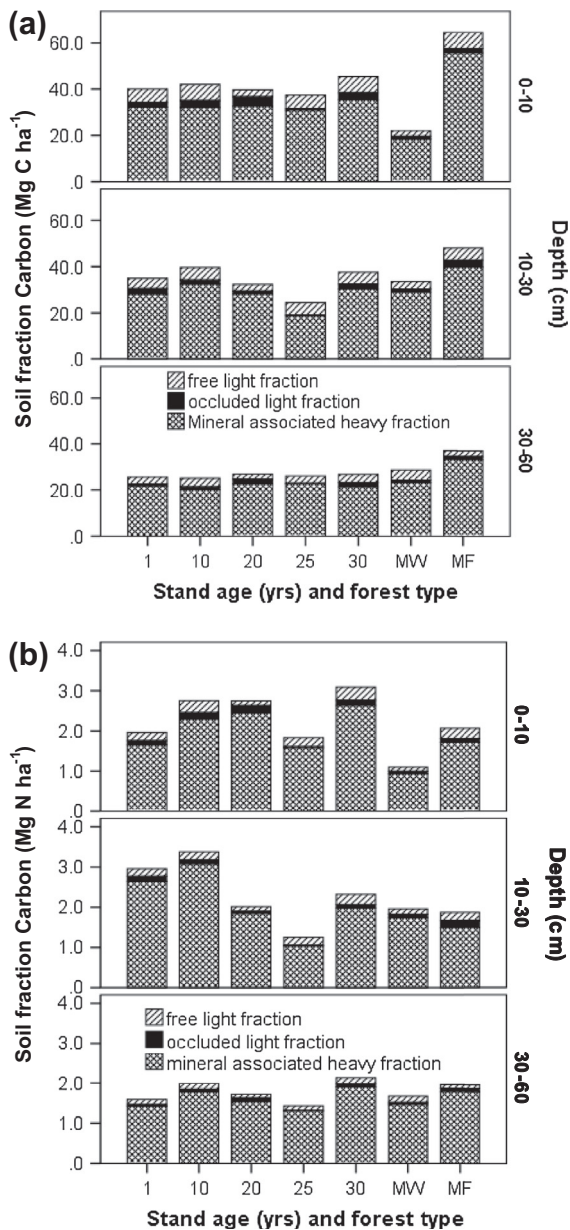 (a)
60.0
40.0
20.0
.0
0-10
60.0
40.0
20.0
.0
10-30
60.0
40.0
20.0
.0
30-60
free light fraction
occluded light fraction
Mineral associated heavy fraction
Soil fraction Carbon (Mg C ha⁻¹)
Depth (cm)
1 10 20 25 30 MW MF
Stand age (yrs) and forest type
(b)
4.0
3.0
2.0
1.0
.0
0-10
4.0
3.0
2.0
1.0
.0
10-30
4.0
3.0
2.0
1.0
.0
30-60
free light fraction
occluded light fraction
mineral associated heavy fraction
Soil fraction Carbon (Mg N ha⁻¹)
Depth (cm)
1 10 20 25 30 MW MF
Stand age (yrs) and forest type